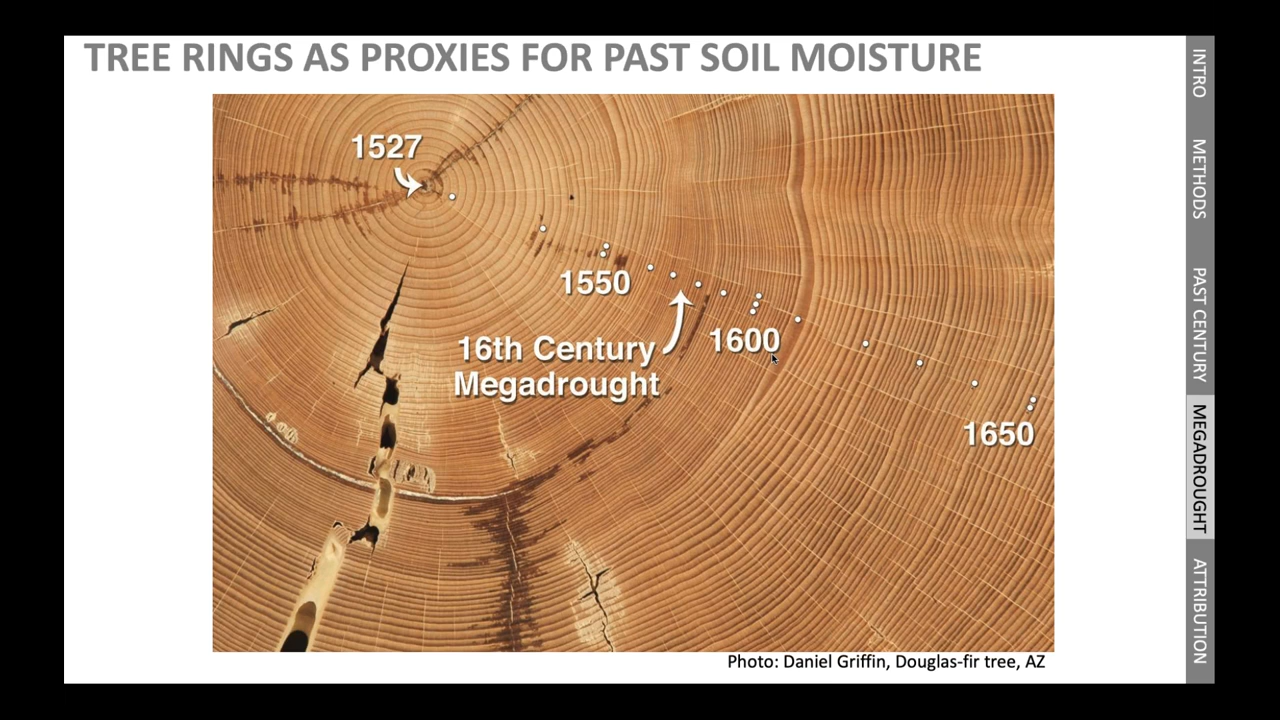 TREE RINGS AS PROXIES FOR PAST SOIL MOISTURE
1527
1550
16th Century
Megadrought
1600
1650
Photo: Daniel Griffin, Douglas-fir tree, AZ
INTRO
METHODS
PAST CENTURY
MEGADROUGHT
ATTRIBUTION